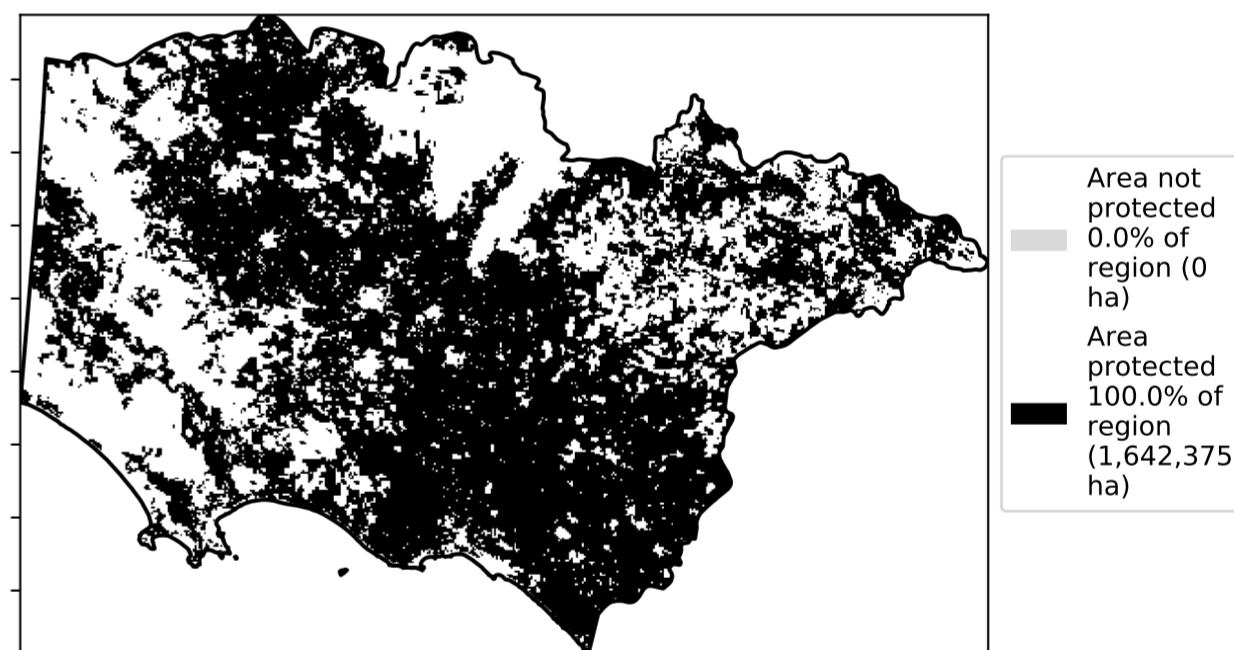 Area not
protected
0.0% of
region (0
ha)
Area
protected
100.0% of
region
(1,642,375
ha)